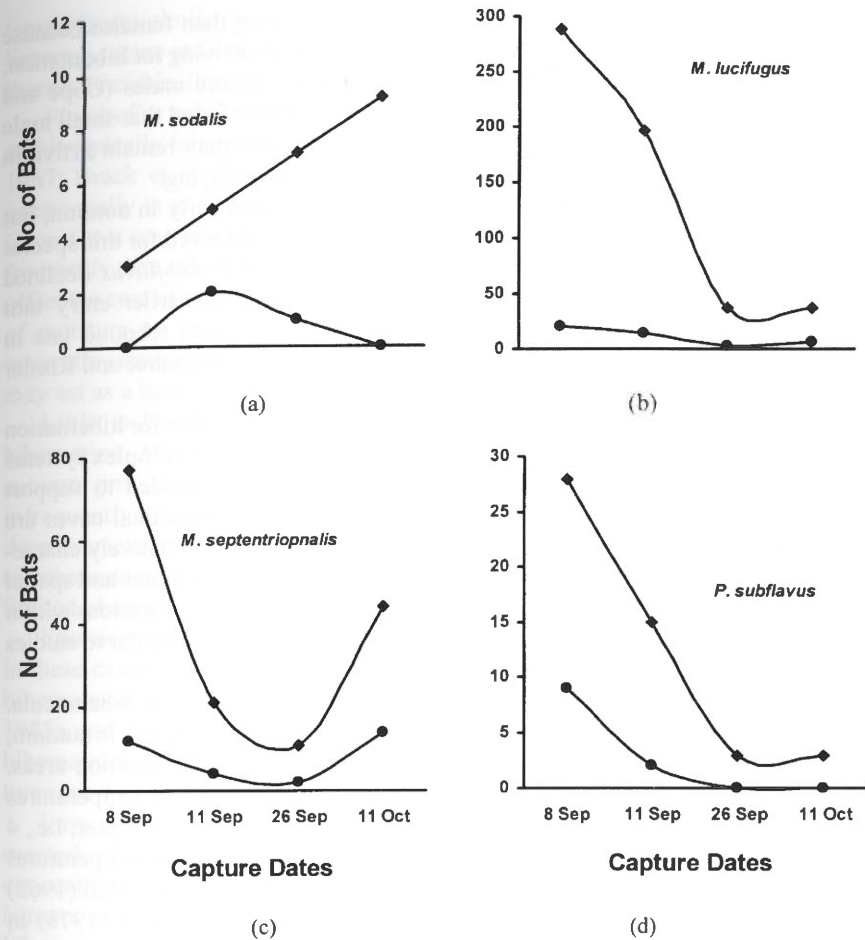 12
10
8
6
4
2
0
No. of Bats
M. sodalis
(a)
300
250
200
150
100
50
0
M. lucifugus
(b)
80
60
40
20
0
No. of Bats
M. septentriopnalis
8 Sep 11 Sep 26 Sep 11 Oct
Capture Dates
(c)
30
25
20
15
10
5
0
P. subflavus
8 Sep 11 Sep 26 Sep 11 Oct
Capture Dates
(d)